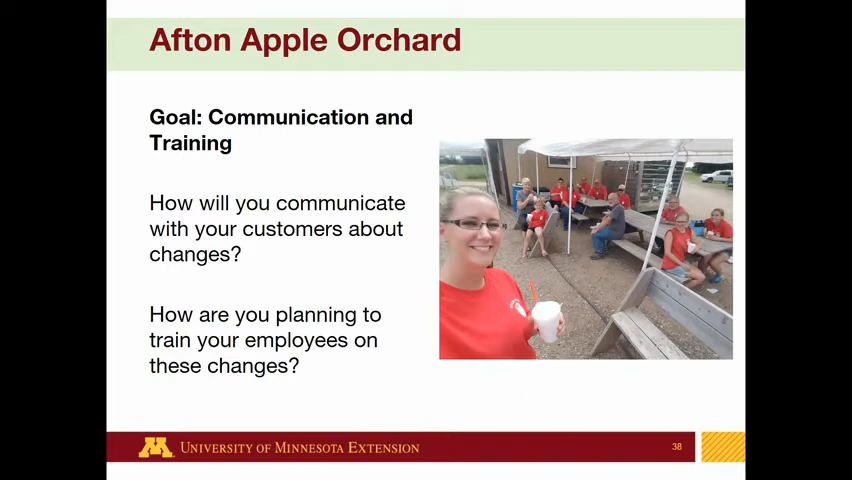 Afton Apple Orchard
Goal: Communication and
Training
How will you communicate
with your customers about
changes?
How are you planning to
train your employees on
these changes?
M
UNIVERSITY OF MINNESOTA EXTENSION
38